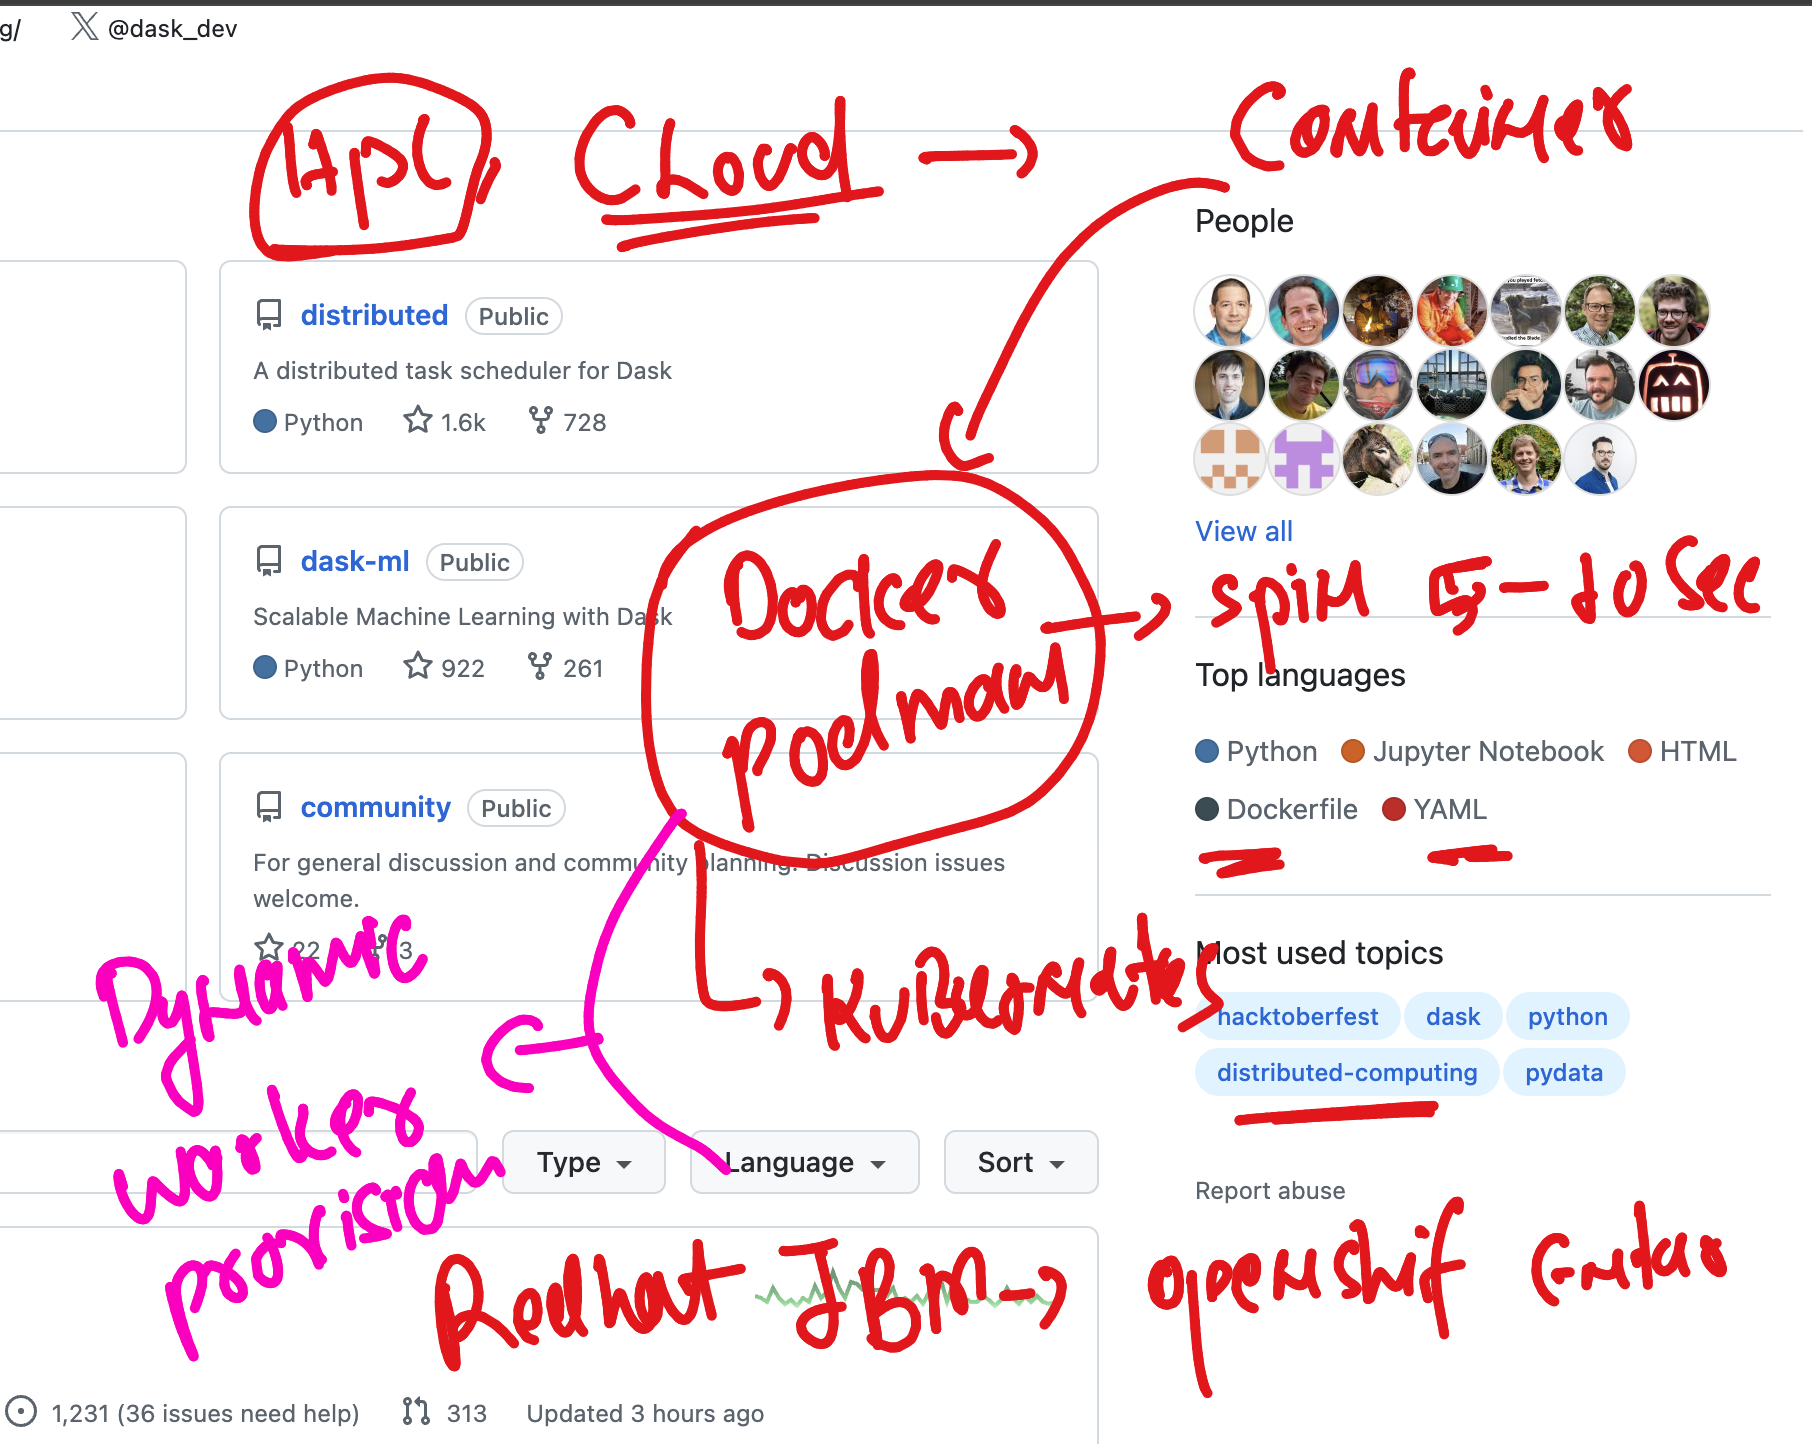 g/ @dask_dev
Hpc, CLoud → Container
People
distributed Public
A distributed task scheduler for Dask
Python 1.6k 728
View all
dask-ml Public
Scalable Machine Learning with Dask
Python 922 261
Docker
podman → spin 5-10 Sec
Top languages
Python Jupyter Notebook HTML
Dockerfile YAML
community Public
For general discussion and community planning. Discussion issues
welcome.
22 3
Kubernates
Most used topics
hacktoberfest dask python
distributed-computing pydata
Dynamic
worker
provision
Type Language Sort
Report abuse
Redhat IBM → openshif
1,231 (36 issues need help) 313 Updated 3 hours ago